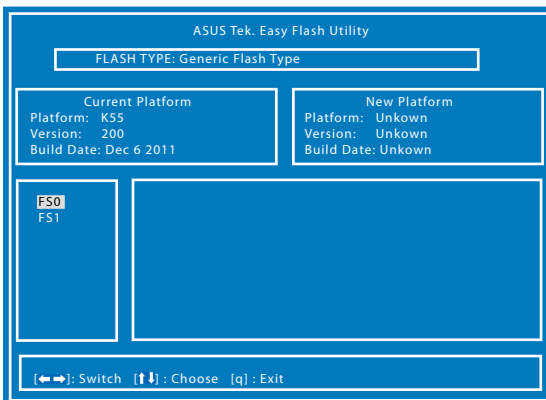 ASUS Tek. Easy Flash Utility
FLASH TYPE: Generic Flash Type
Current Platform
Platform: K55
Version: 200
Build Date: Dec 6 2011
New Platform
Platform: Unkown
Version: Unkown
Build Date: Unkown
FS0
FS1
[←→]: Switch [↑↓] : Choose [q] : Exit